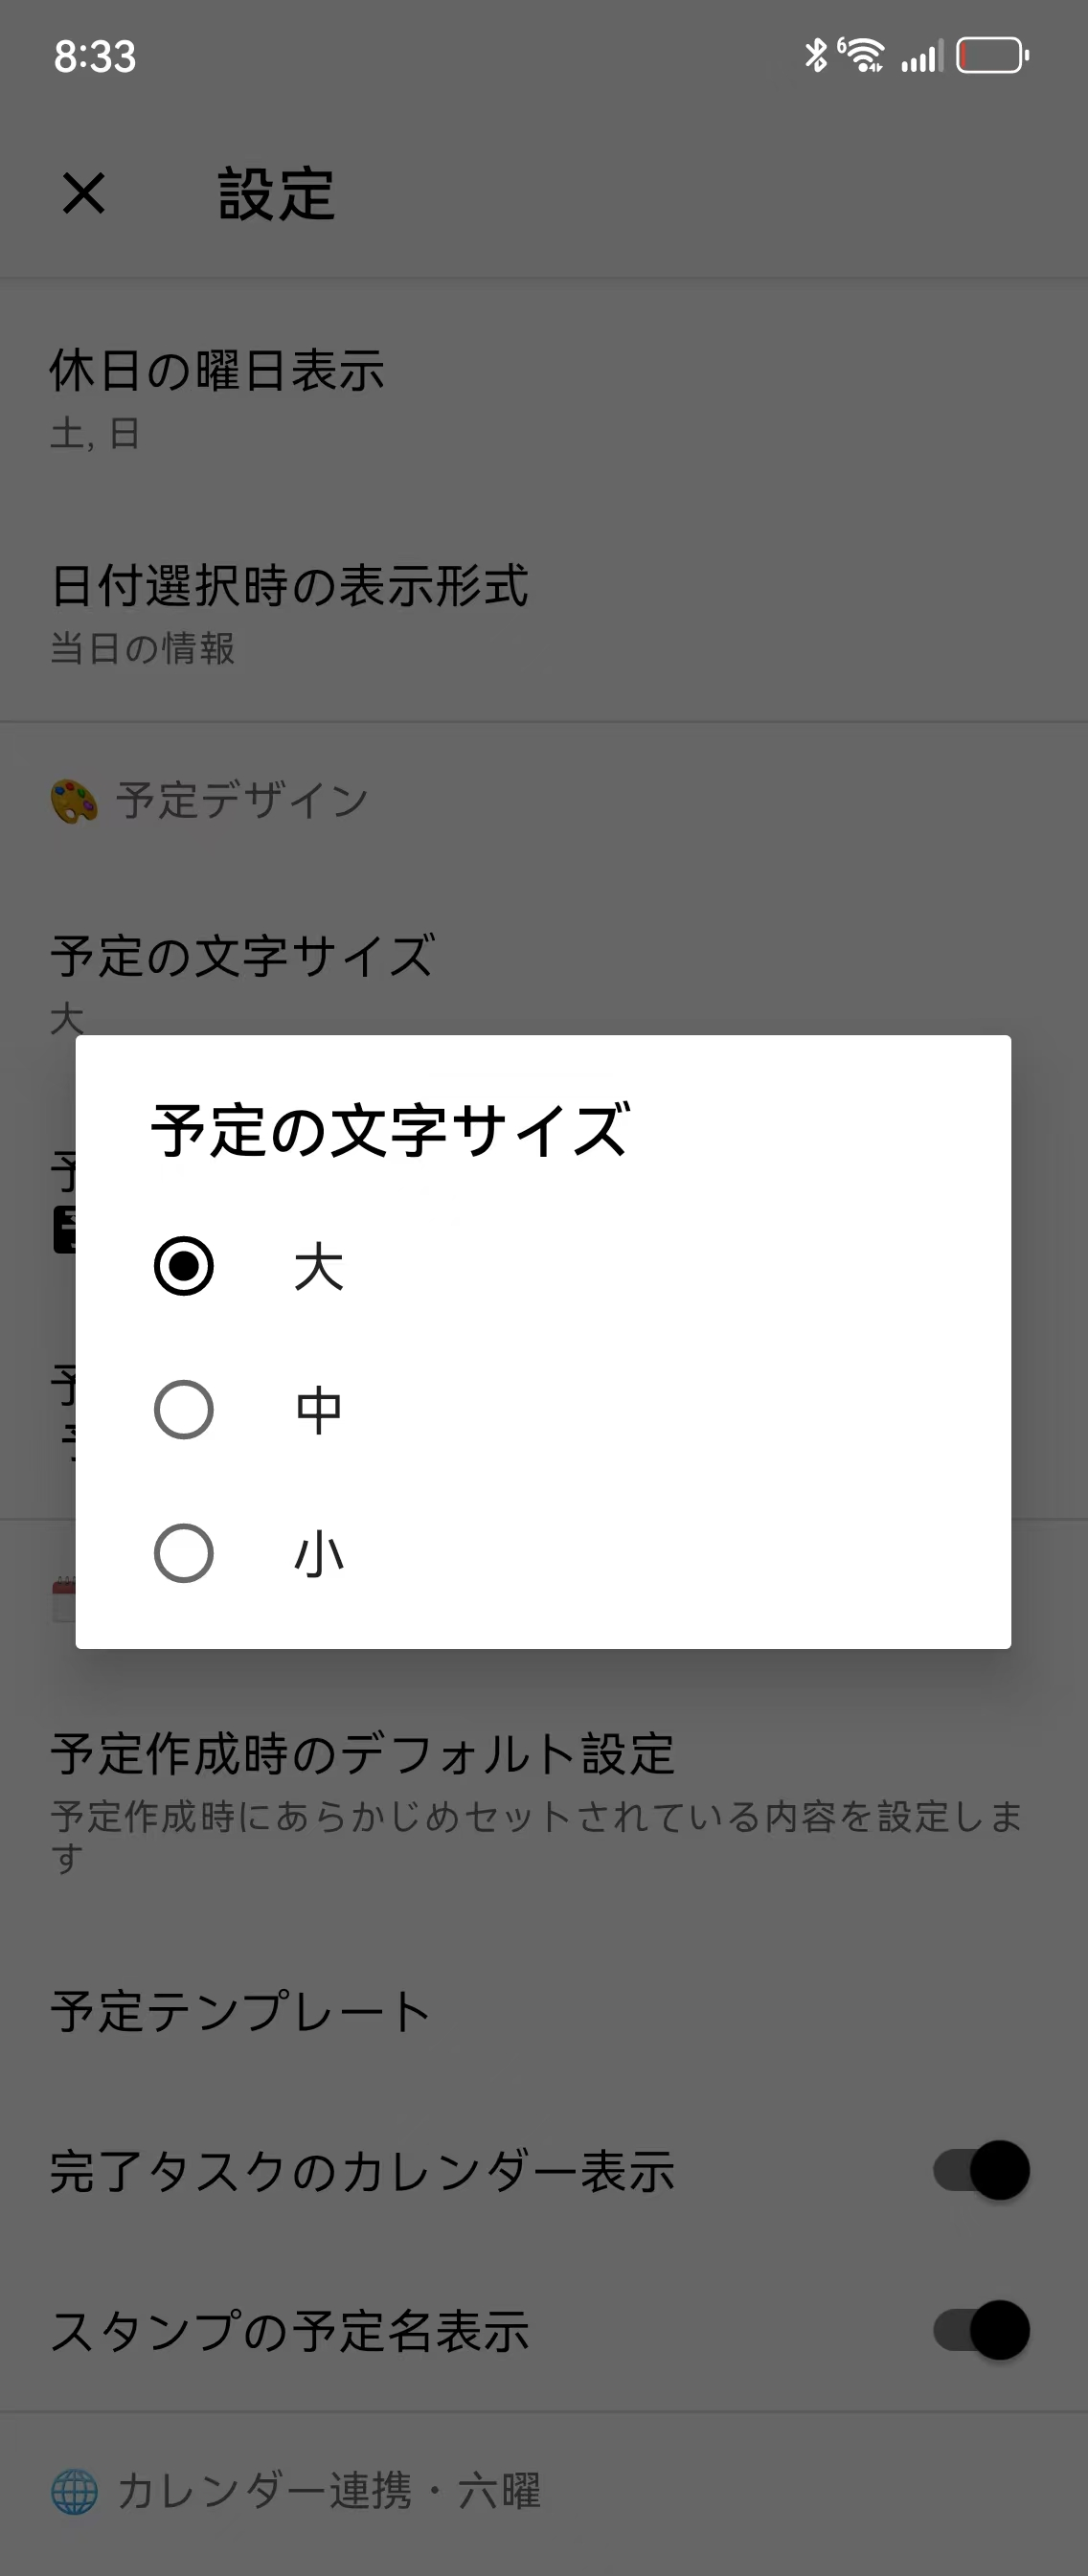 8:33
設定
休日の曜日表示
土, 日
日付選択時の表示形式
当日の情報
予定デザイン
予定の文字サイズ
大
予定の文字サイズ
大
中
小
予定作成時のデフォルト設定
予定作成時にあらかじめセットされている内容を設定しま
す
予定テンプレート
完了タスクのカレンダー表示
スタンプの予定名表示
カレンダー連携・六曜